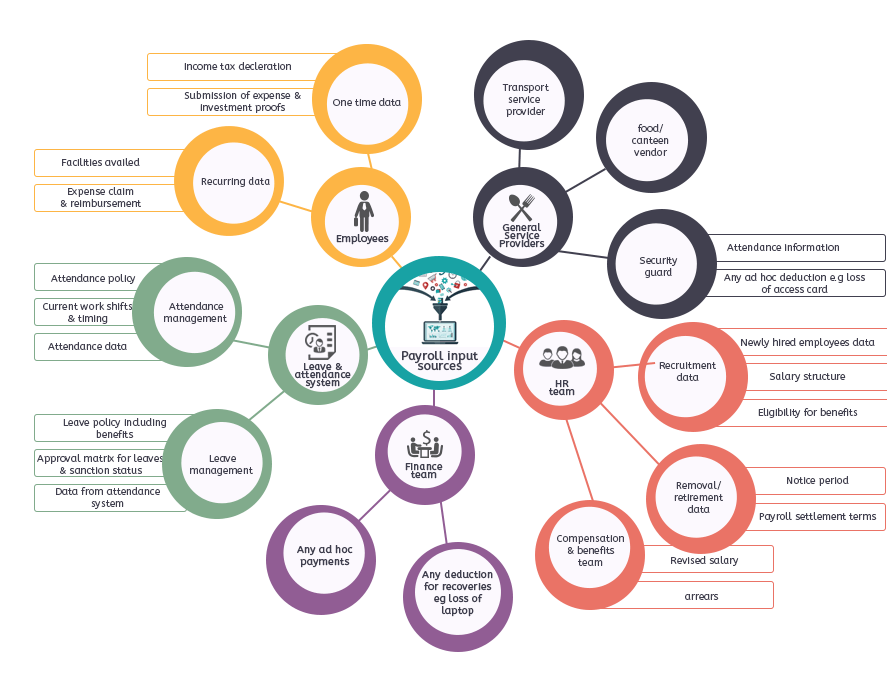 Income tax decleration
Submission of expense &
investment proofs
One time data
Facilities availed
Expense claim
& reimbursement
Recurring data
Employees
Transport
service
provider
food/
canteen
vendor
General
Service
Providers
Security
guard
Attendance information
Any ad hoc deduction e.g loss
of access card
Attendance policy
Current work shifts
& timing
Attendance data
Attendance
management
Leave &
attendance
system
Payroll input
sources
HR
team
Recruitment
data
Newly hired employees data
Salary structure
Eligibility for benefits
Leave policy including
benefits
Approval matrix for leaves
& sanction status
Data from attendance
system
Leave
management
Finance
team
Any ad hoc
payments
Any deduction
for recoveries
eg loss of
laptop
Removal/
retirement
data
Notice period
Payroll settlement terms
Compensation
& benefits
team
Revised salary
arrears